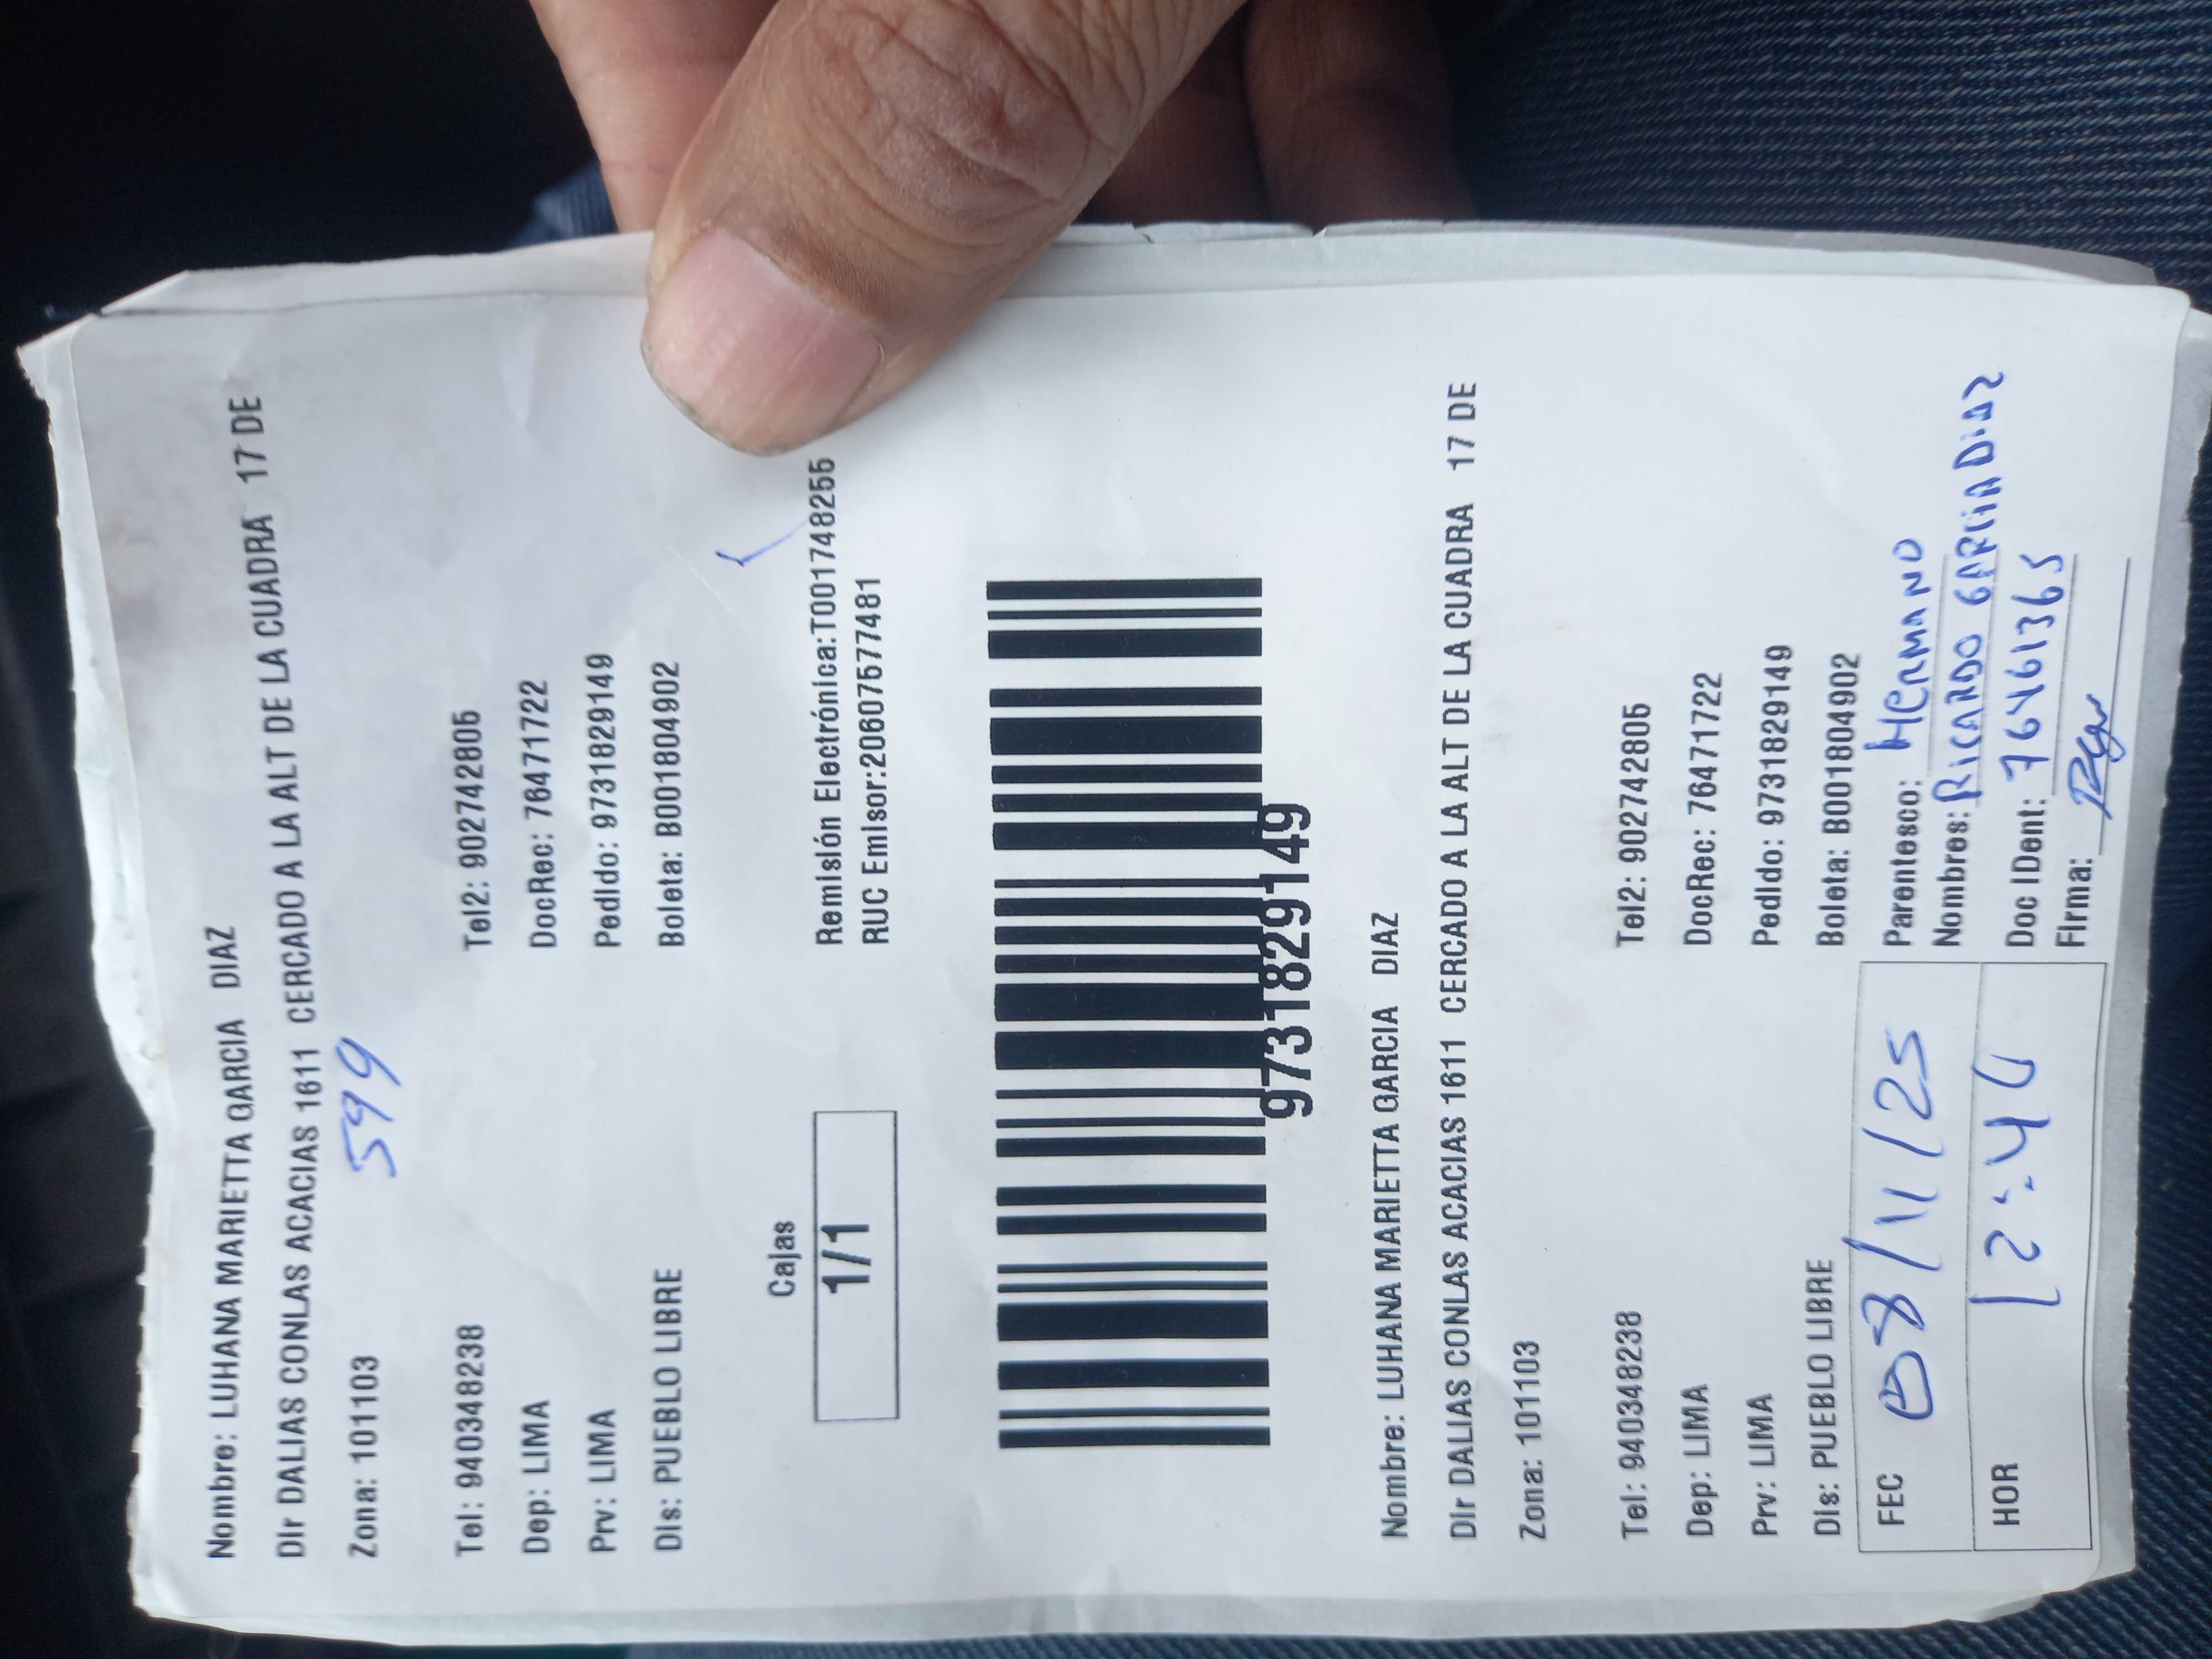 Nombre: LUHANA MARIETTA GARCIA DIAZ
Dir DALIAS CONLAS ACACIAS 1611 CERCADO A LA ALT DE LA CUADRA 17 DE
Zona: 101103
599
Tel: 940348238 Tel2: 902742805
Dep: LIMA DocRec: 76471722
Prv: LIMA Pedido: 97318291​49
Dis: PUEBLO LIBRE Boleta: B001804902
Cajas
1/1
Remisión Electrónica:T001748255
RUC Emisor:20607577481
9731829149
Nombre: LUHANA MARIETTA GARCIA DIAZ
Dir DALIAS CONLAS ACACIAS 1611 CERCADO A LA ALT DE LA CUADRA 17 DE
Zona: 101103
Tel: 940348238 Tel2: 902742805
Dep: LIMA DocRec: 76471722
Prv: LIMA Pedido: 9731829149
Dis: PUEBLO LIBRE Boleta: B001804902
FEC 08/11/25 Parentesco: HERMANO
Nombres: RICARDO GARCIA DIAZ
HOR 12:40 Doc IDent: 76461365
Firma: